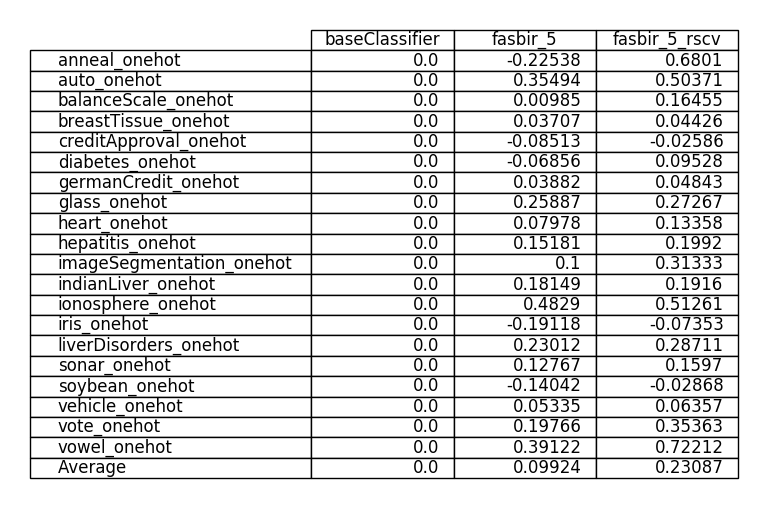 baseClassifier fasbir_5 fasbir_5_rscv
anneal_onehot 0.0 -0.22538 0.6801
auto_onehot 0.0 0.35494 0.50371
balanceScale_onehot 0.0 0.00985 0.16455
breastTissue_onehot 0.0 0.03707 0.04426
creditApproval_onehot 0.0 -0.08513 -0.02586
diabetes_onehot 0.0 -0.06856 0.09528
germanCredit_onehot 0.0 0.03882 0.04843
glass_onehot 0.0 0.25887 0.27267
heart_onehot 0.0 0.07978 0.13358
hepatitis_onehot 0.0 0.15181 0.1992
imageSegmentation_onehot 0.0 0.1 0.31333
indianLiver_onehot 0.0 0.18149 0.1916
ionosphere_onehot 0.0 0.4829 0.51261
iris_onehot 0.0 -0.19118 -0.07353
liverDisorders_onehot 0.0 0.23012 0.28711
sonar_onehot 0.0 0.12767 0.1597
soybean_onehot 0.0 -0.14042 -0.02868
vehicle_onehot 0.0 0.05335 0.06357
vote_onehot 0.0 0.19766 0.35363
vowel_onehot 0.0 0.39122 0.72212
Average 0.0 0.09924 0.23087